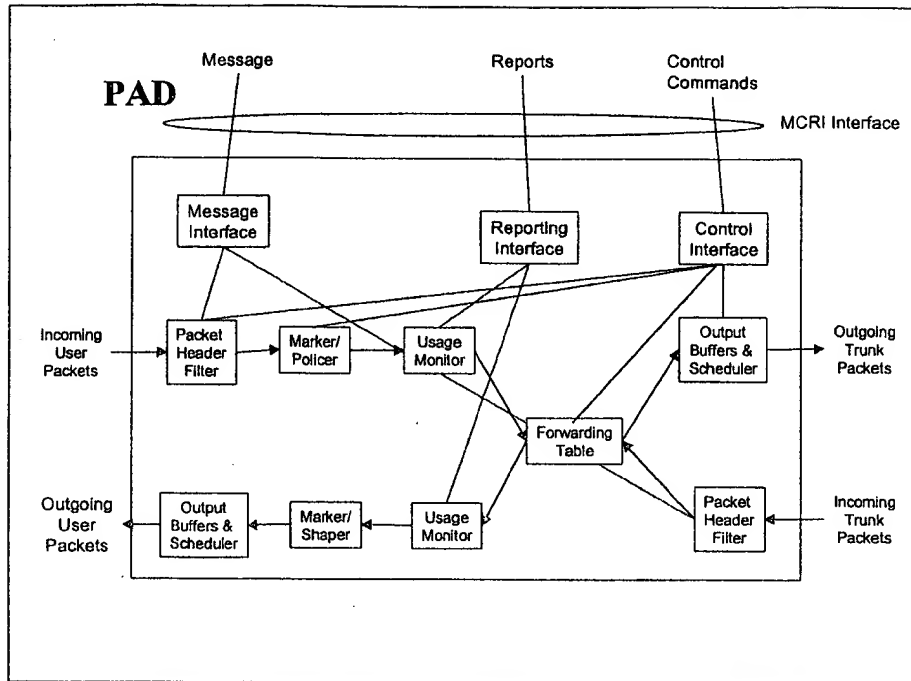 Message
Reports
Control
Commands
PAD
MCRI Interface
Message
Interface
Reporting
Interface
Control
Interface
Incoming
User
Packets
Packet
Header
Filter
Marker/
Policer
Usage
Monitor
Output
Buffers &
Scheduler
Outgoing
Trunk
Packets
Forwarding
Table
Outgoing
User
Packets
Output
Buffers &
Scheduler
Marker/
Shaper
Usage
Monitor
Packet
Header
Filter
Incoming
Trunk
Packets